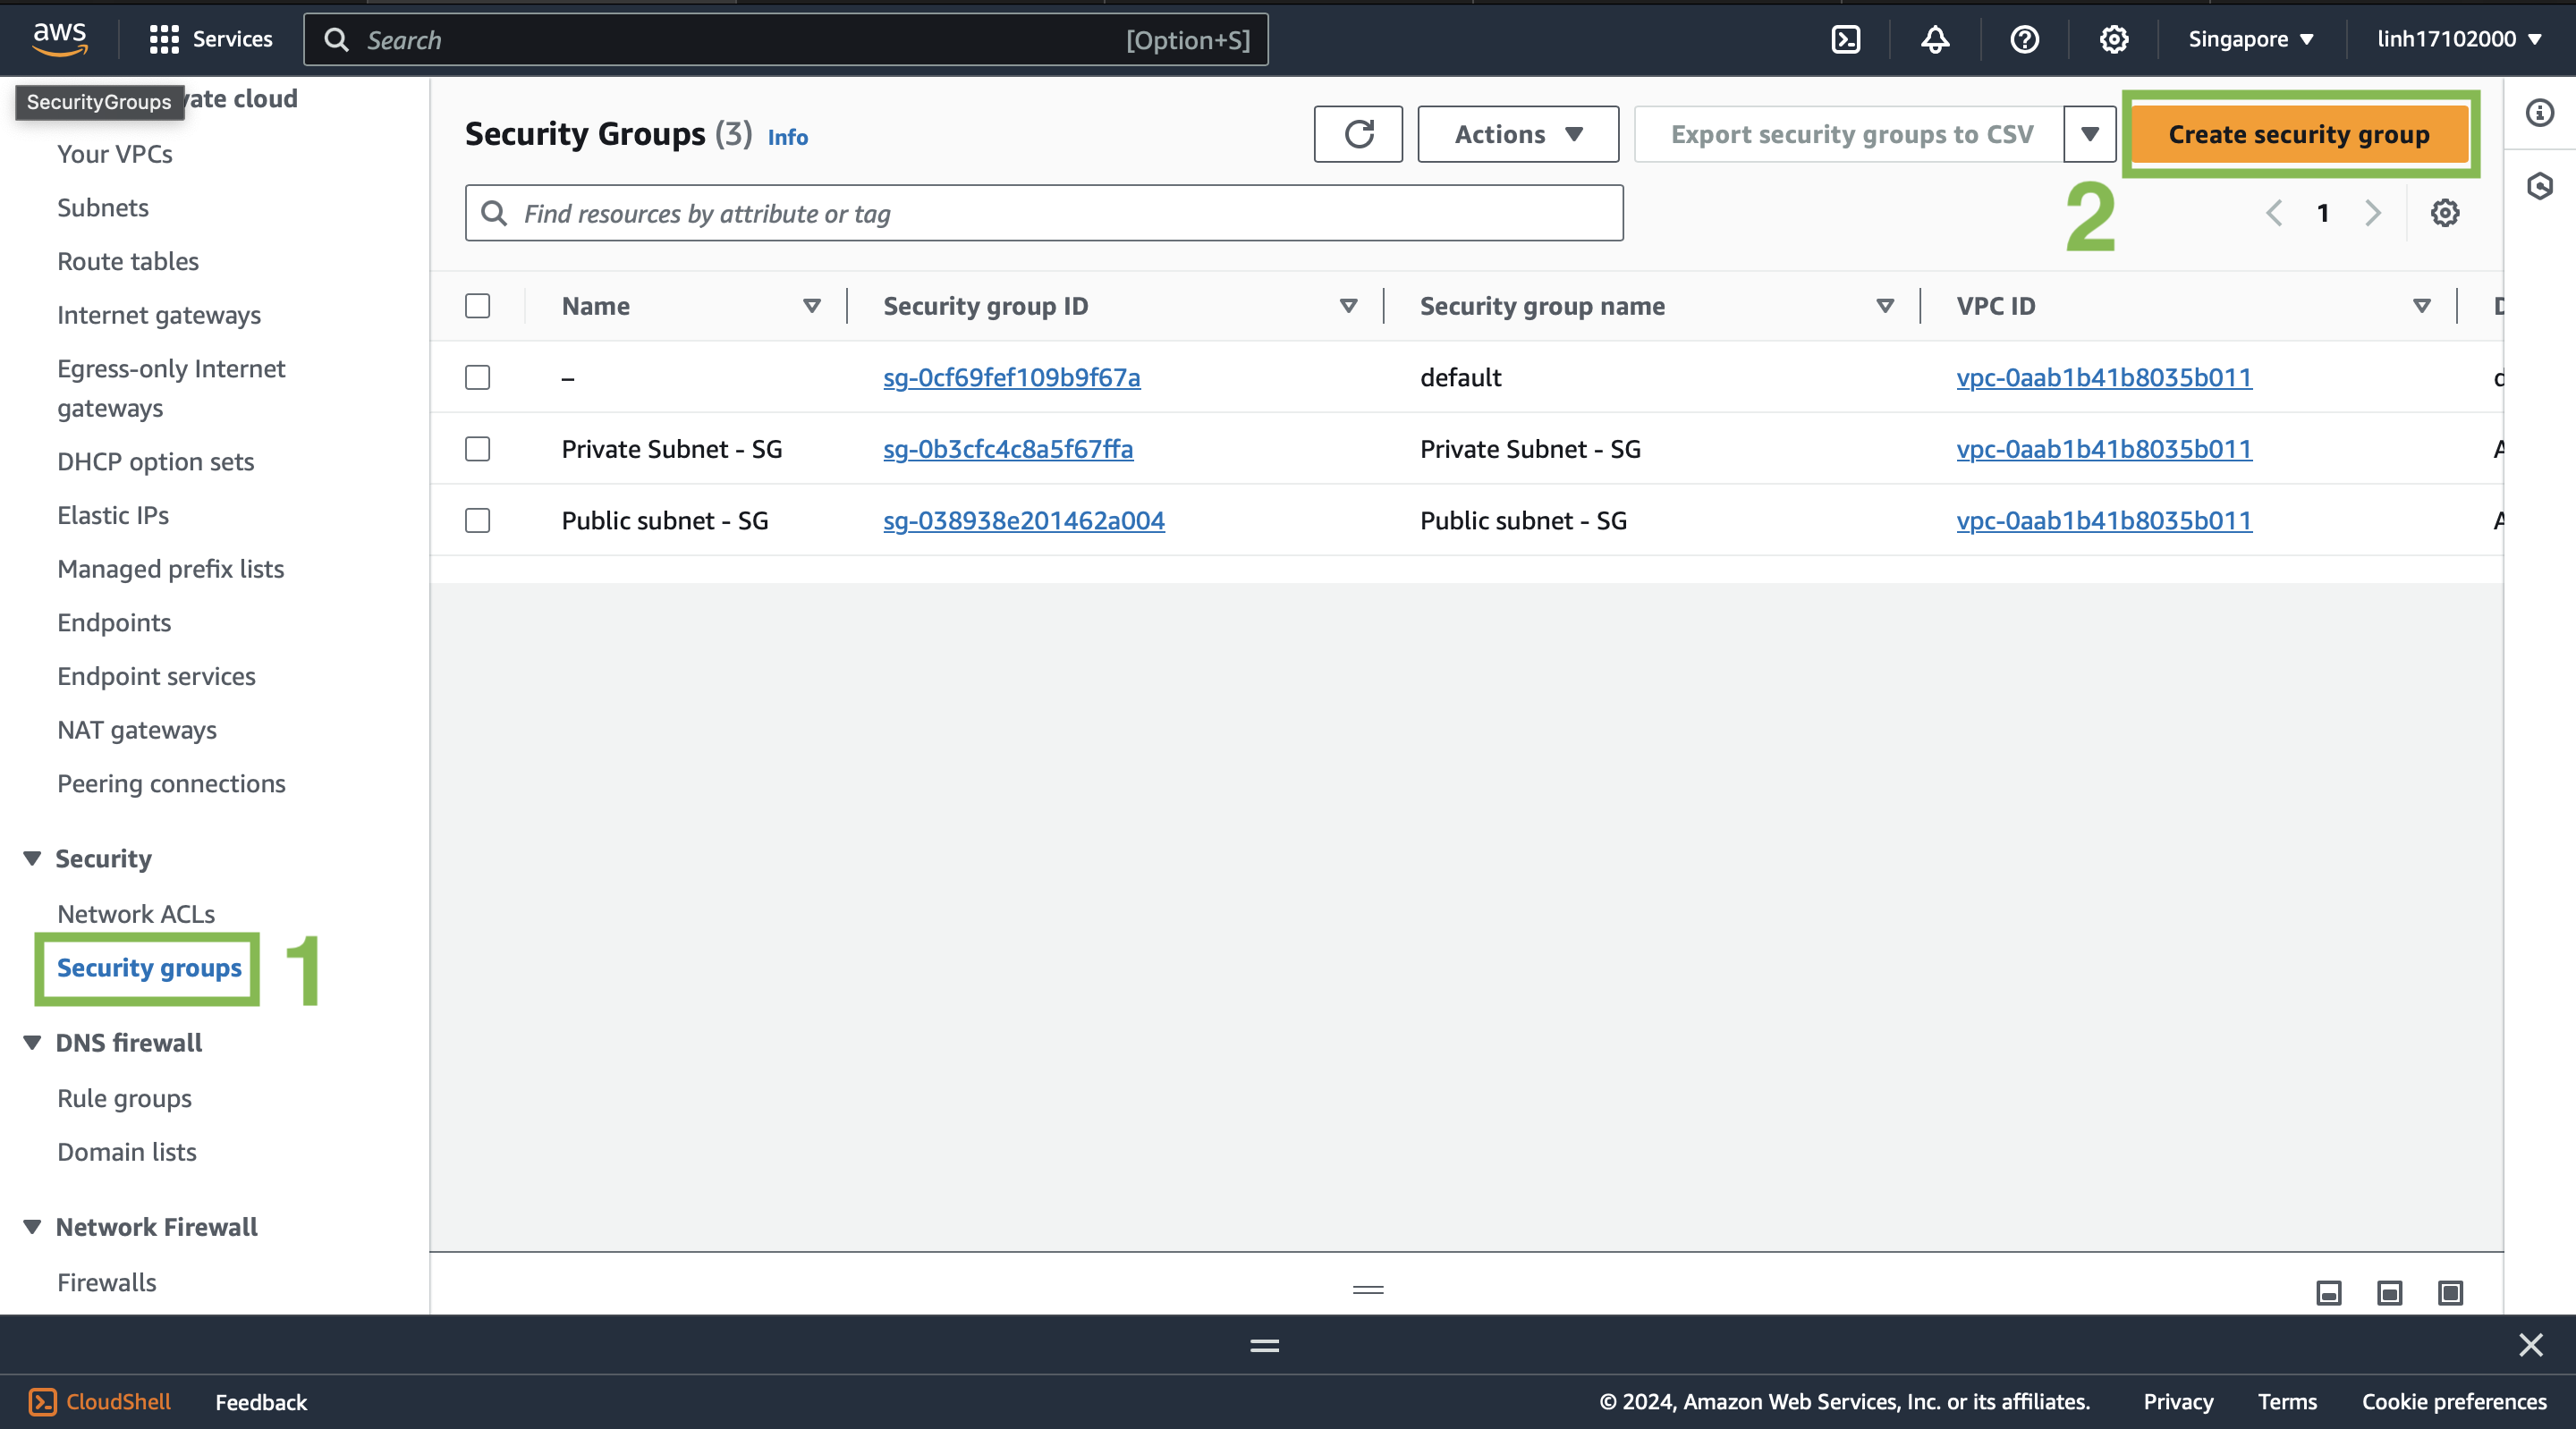 aws
Services
Search
[Option+S]
Singapore
linh17102000
SecurityGroups
vate cloud
Your VPCs
Subnets
Route tables
Internet gateways
Egress-only Internet
gateways
DHCP option sets
Elastic IPs
Managed prefix lists
Endpoints
Endpoint services
NAT gateways
Peering connections
Security
Network ACLs
Security groups
1
DNS firewall
Rule groups
Domain lists
Network Firewall
Firewalls
Security Groups (3) Info
Actions
Export security groups to CSV
Create security group
2
Find resources by attribute or tag
1
Name Security group ID Security group name VPC ID
– sg-0cf69fef109b9f67a default vpc-0aab1b41b8035b011
Private Subnet - SG sg-0b3cfc4c8a5f67ffa Private Subnet - SG vpc-0aab1b41b8035b011
Public subnet - SG sg-038938e201462a004 Public subnet - SG vpc-0aab1b41b8035b011
CloudShell
Feedback
© 2024, Amazon Web Services, Inc. or its affiliates.
Privacy
Terms
Cookie preferences